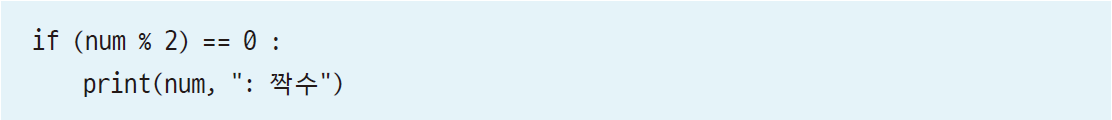 if (num % 2) == 0 :
    print(num, ": 짝수")